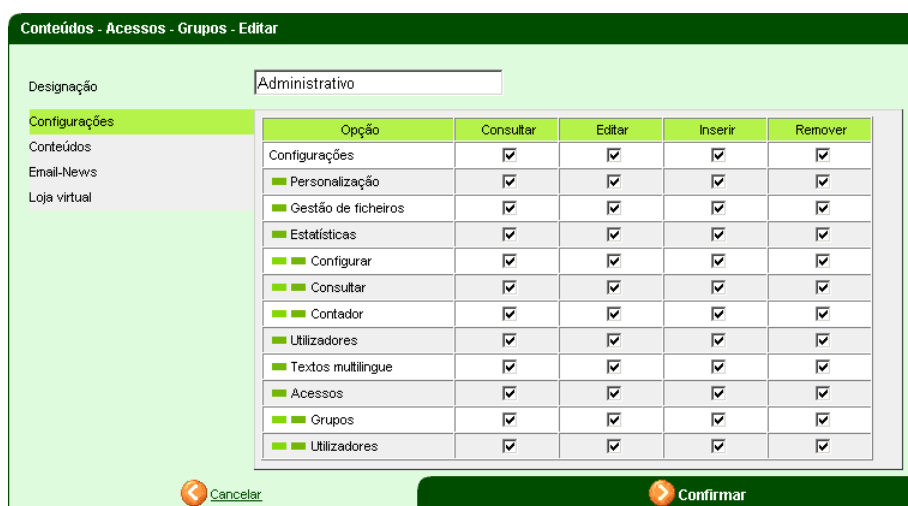 Conteúdos - Acessos - Grupos - Editar
Designação Administrativo
Configurações
Conteúdos
Email-News
Loja virtual
Opção Consultar Editar Inserir Remover
Configurações
Personalização
Gestão de ficheiros
Estatísticas
Configurar
Consultar
Contador
Utilizadores
Textos multilingue
Acessos
Grupos
Utilizadores
Cancelar Confirmar